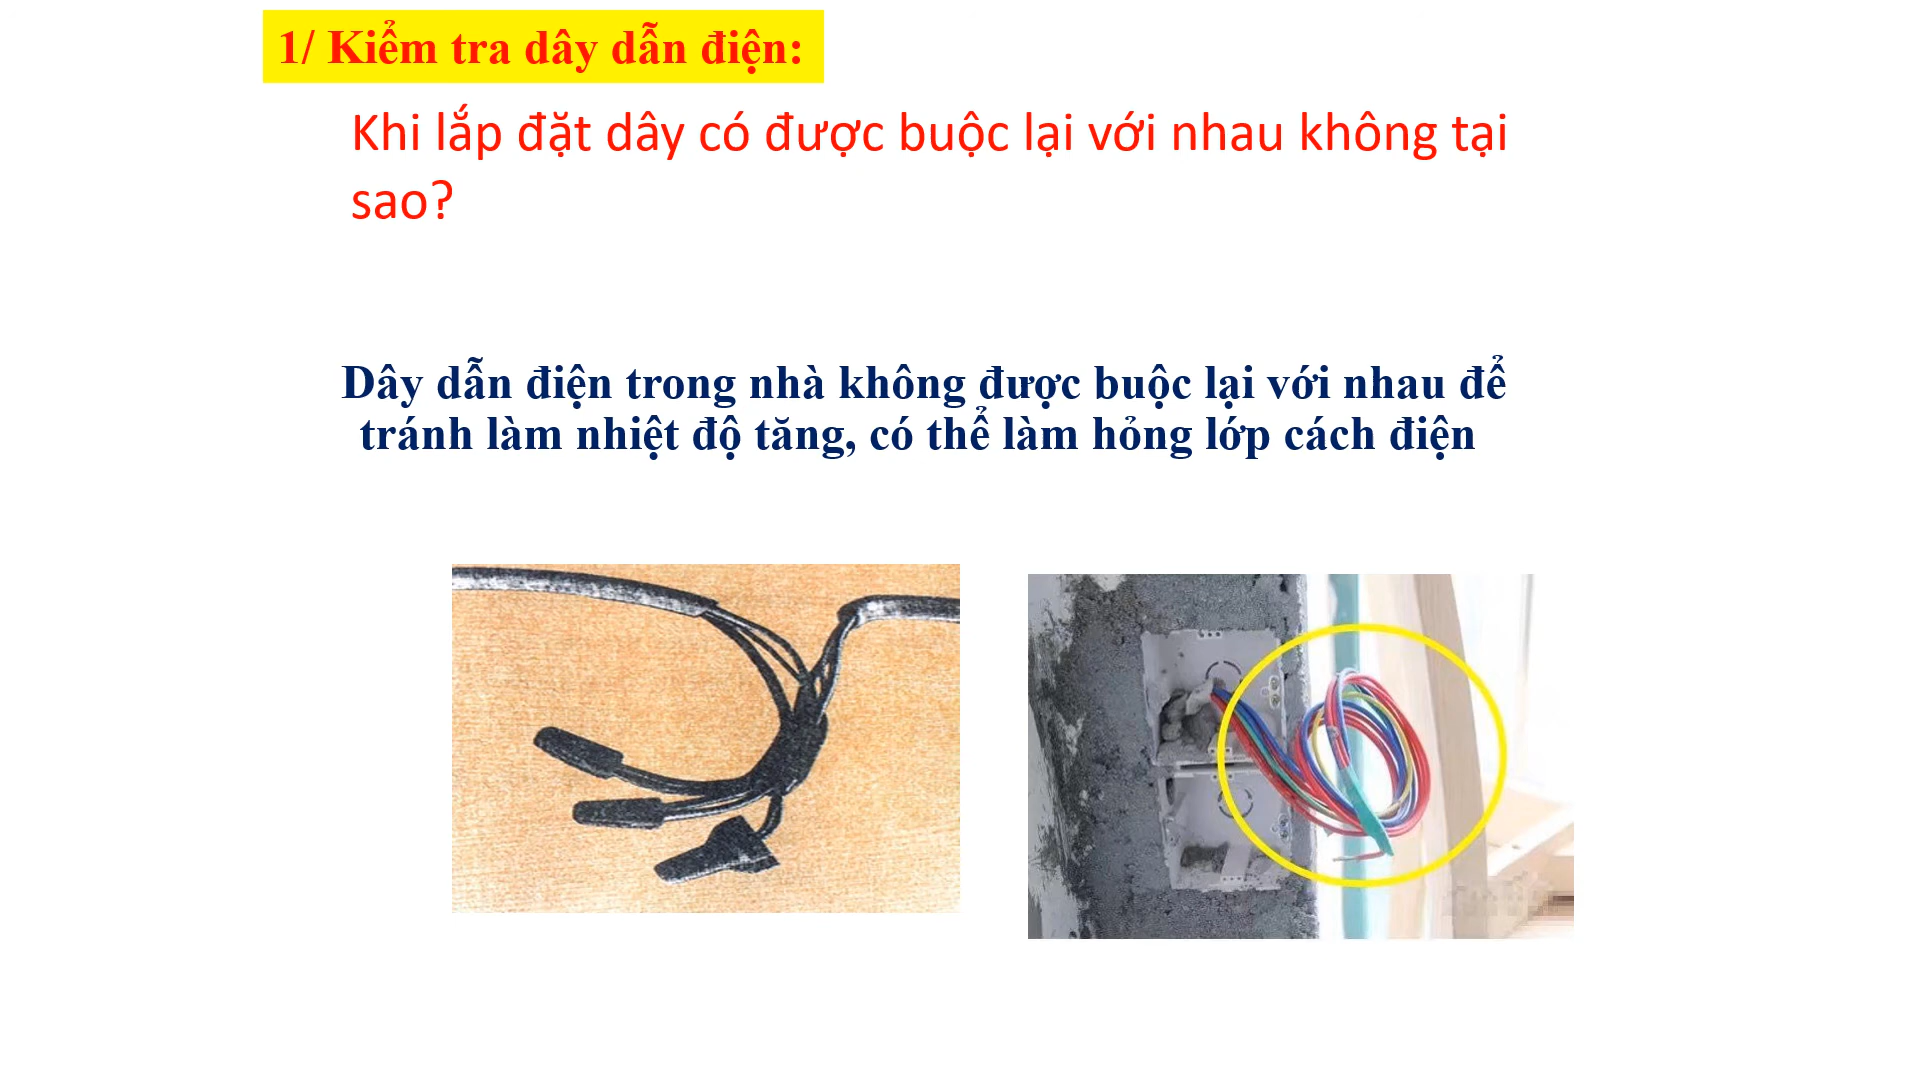 1/ Kiểm tra dây dẫn điện:
Khi lắp đặt dây có được buộc lại với nhau không tại
sao?
Dây dẫn điện trong nhà không được buộc lại với nhau để
tránh làm nhiệt độ tăng, có thể làm hỏng lớp cách điện